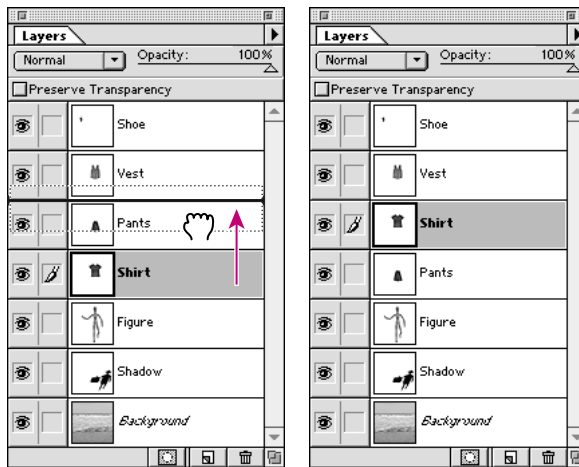 Layers
Normal Opacity: 100%
Preserve Transparency
Shoe
Vest
Pants
Shirt
Figure
Shadow
Background
Layers
Normal Opacity: 100%
Preserve Transparency
Shoe
Vest
Shirt
Pants
Figure
Shadow
Background